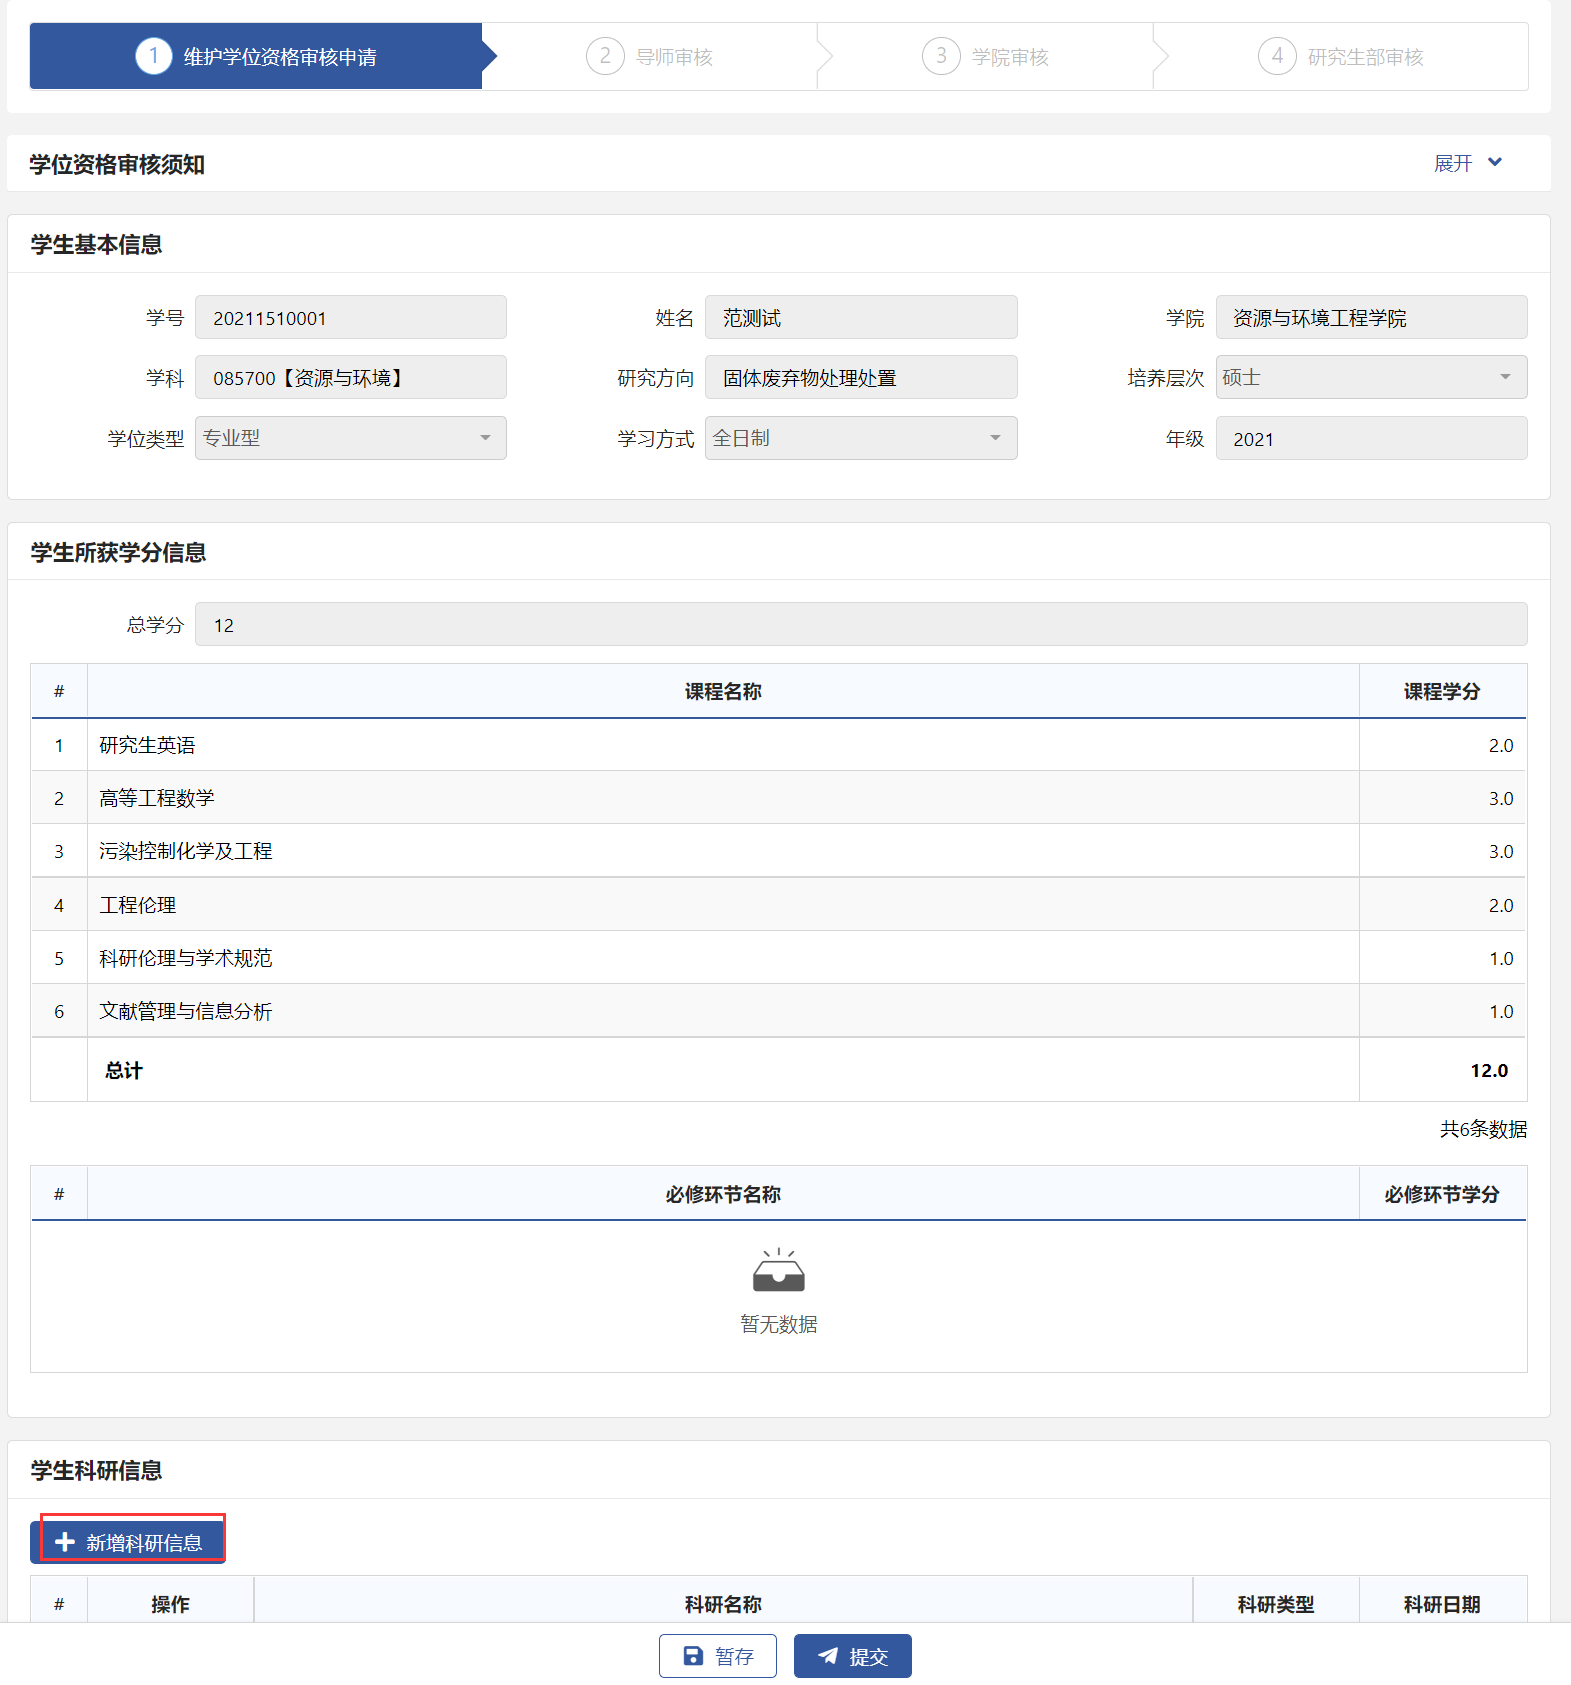 1 维护学位资格审核申请 2 导师审核 3 学院审核 4 研究生部审核
学位资格审核须知 展开
学生基本信息
学号 20211510001 姓名 范测试 学院 资源与环境工程学院
学科 085700【资源与环境】 研究方向 固体废弃物处理处置 培养层次 硕士
学位类型 专业型 学习方式 全日制 年级 2021
学生所获学分信息
总学分 12
# 课程名称 课程学分
1 研究生英语 2.0
2 高等工程数学 3.0
3 污染控制化学及工程 3.0
4 工程伦理 2.0
5 科研伦理与学术规范 1.0
6 文献管理与信息分析 1.0
总计 12.0
共6条数据
# 必修环节名称 必修环节学分
暂无数据
学生科研信息
新增科研信息
# 操作 科研名称 科研类型 科研日期
暂存 提交